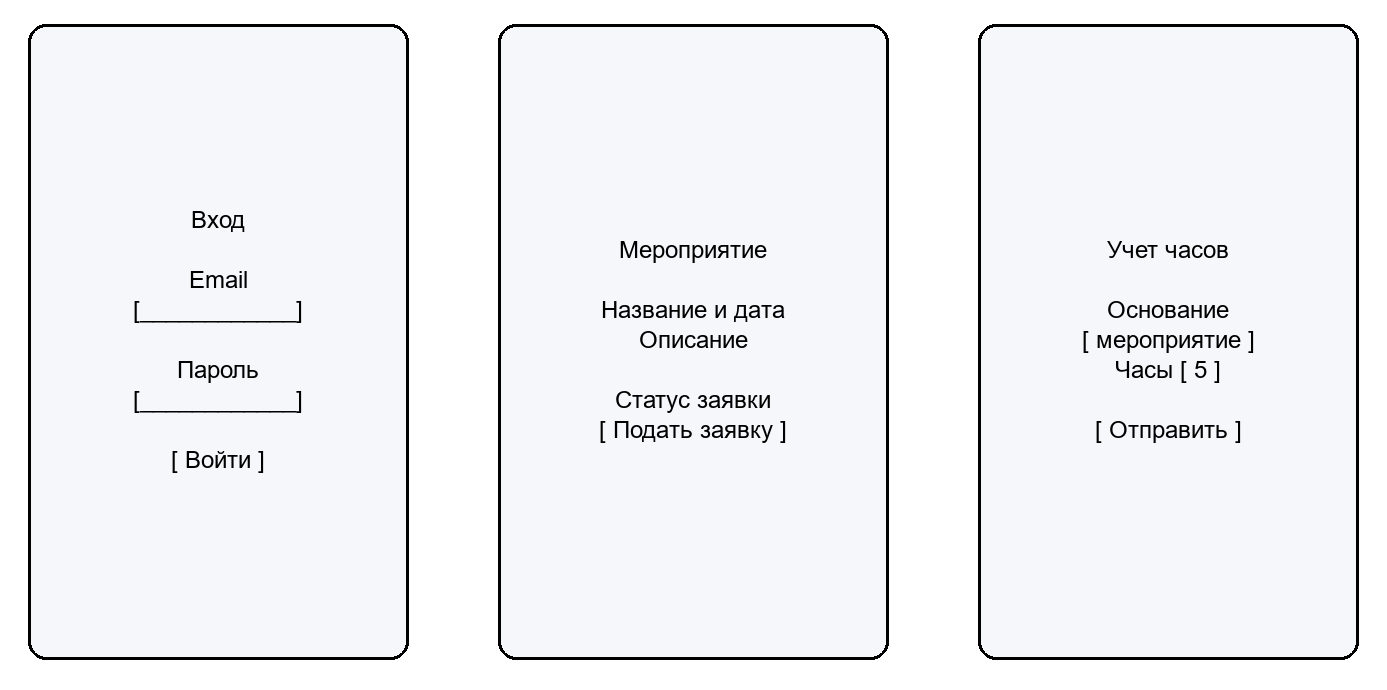 Вход
Email
[____________]
Пароль
[____________]
[ Войти ]
Мероприятие
Название и дата
Описание
Статус заявки
[ Подать заявку ]
Учет часов
Основание
[ мероприятие ]
Часы [ 5 ]
[ Отправить ]